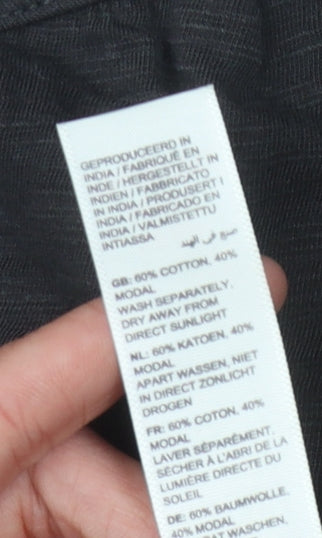 GEPRODUCEERD IN
INDIA / FABRIQUÉ EN
INDE / HERGESTELLT IN
INDIEN / FABBRICATO
IN INDIA / PRODUSERT I
INDIA / FABRICADO EN
INDIA / VALMISTETTU
INTIASSA
صنع في الهند
GB: 60% COTTON, 40%
MODAL
WASH SEPARATELY,
DRY AWAY FROM
DIRECT SUNLIGHT
NL: 60% KATOEN, 40%
MODAL
APART WASSEN, NIET
IN DIRECT ZONLICHT
DROGEN
FR: 60% COTON, 40%
MODAL
LAVER SÉPARÉMENT,
SÉCHER À L'ABRI DE LA
LUMIÈRE DIRECTE DU
SOLEIL
DE: 60% BAUMWOLLE,
40% MODAL
WASCHEN,